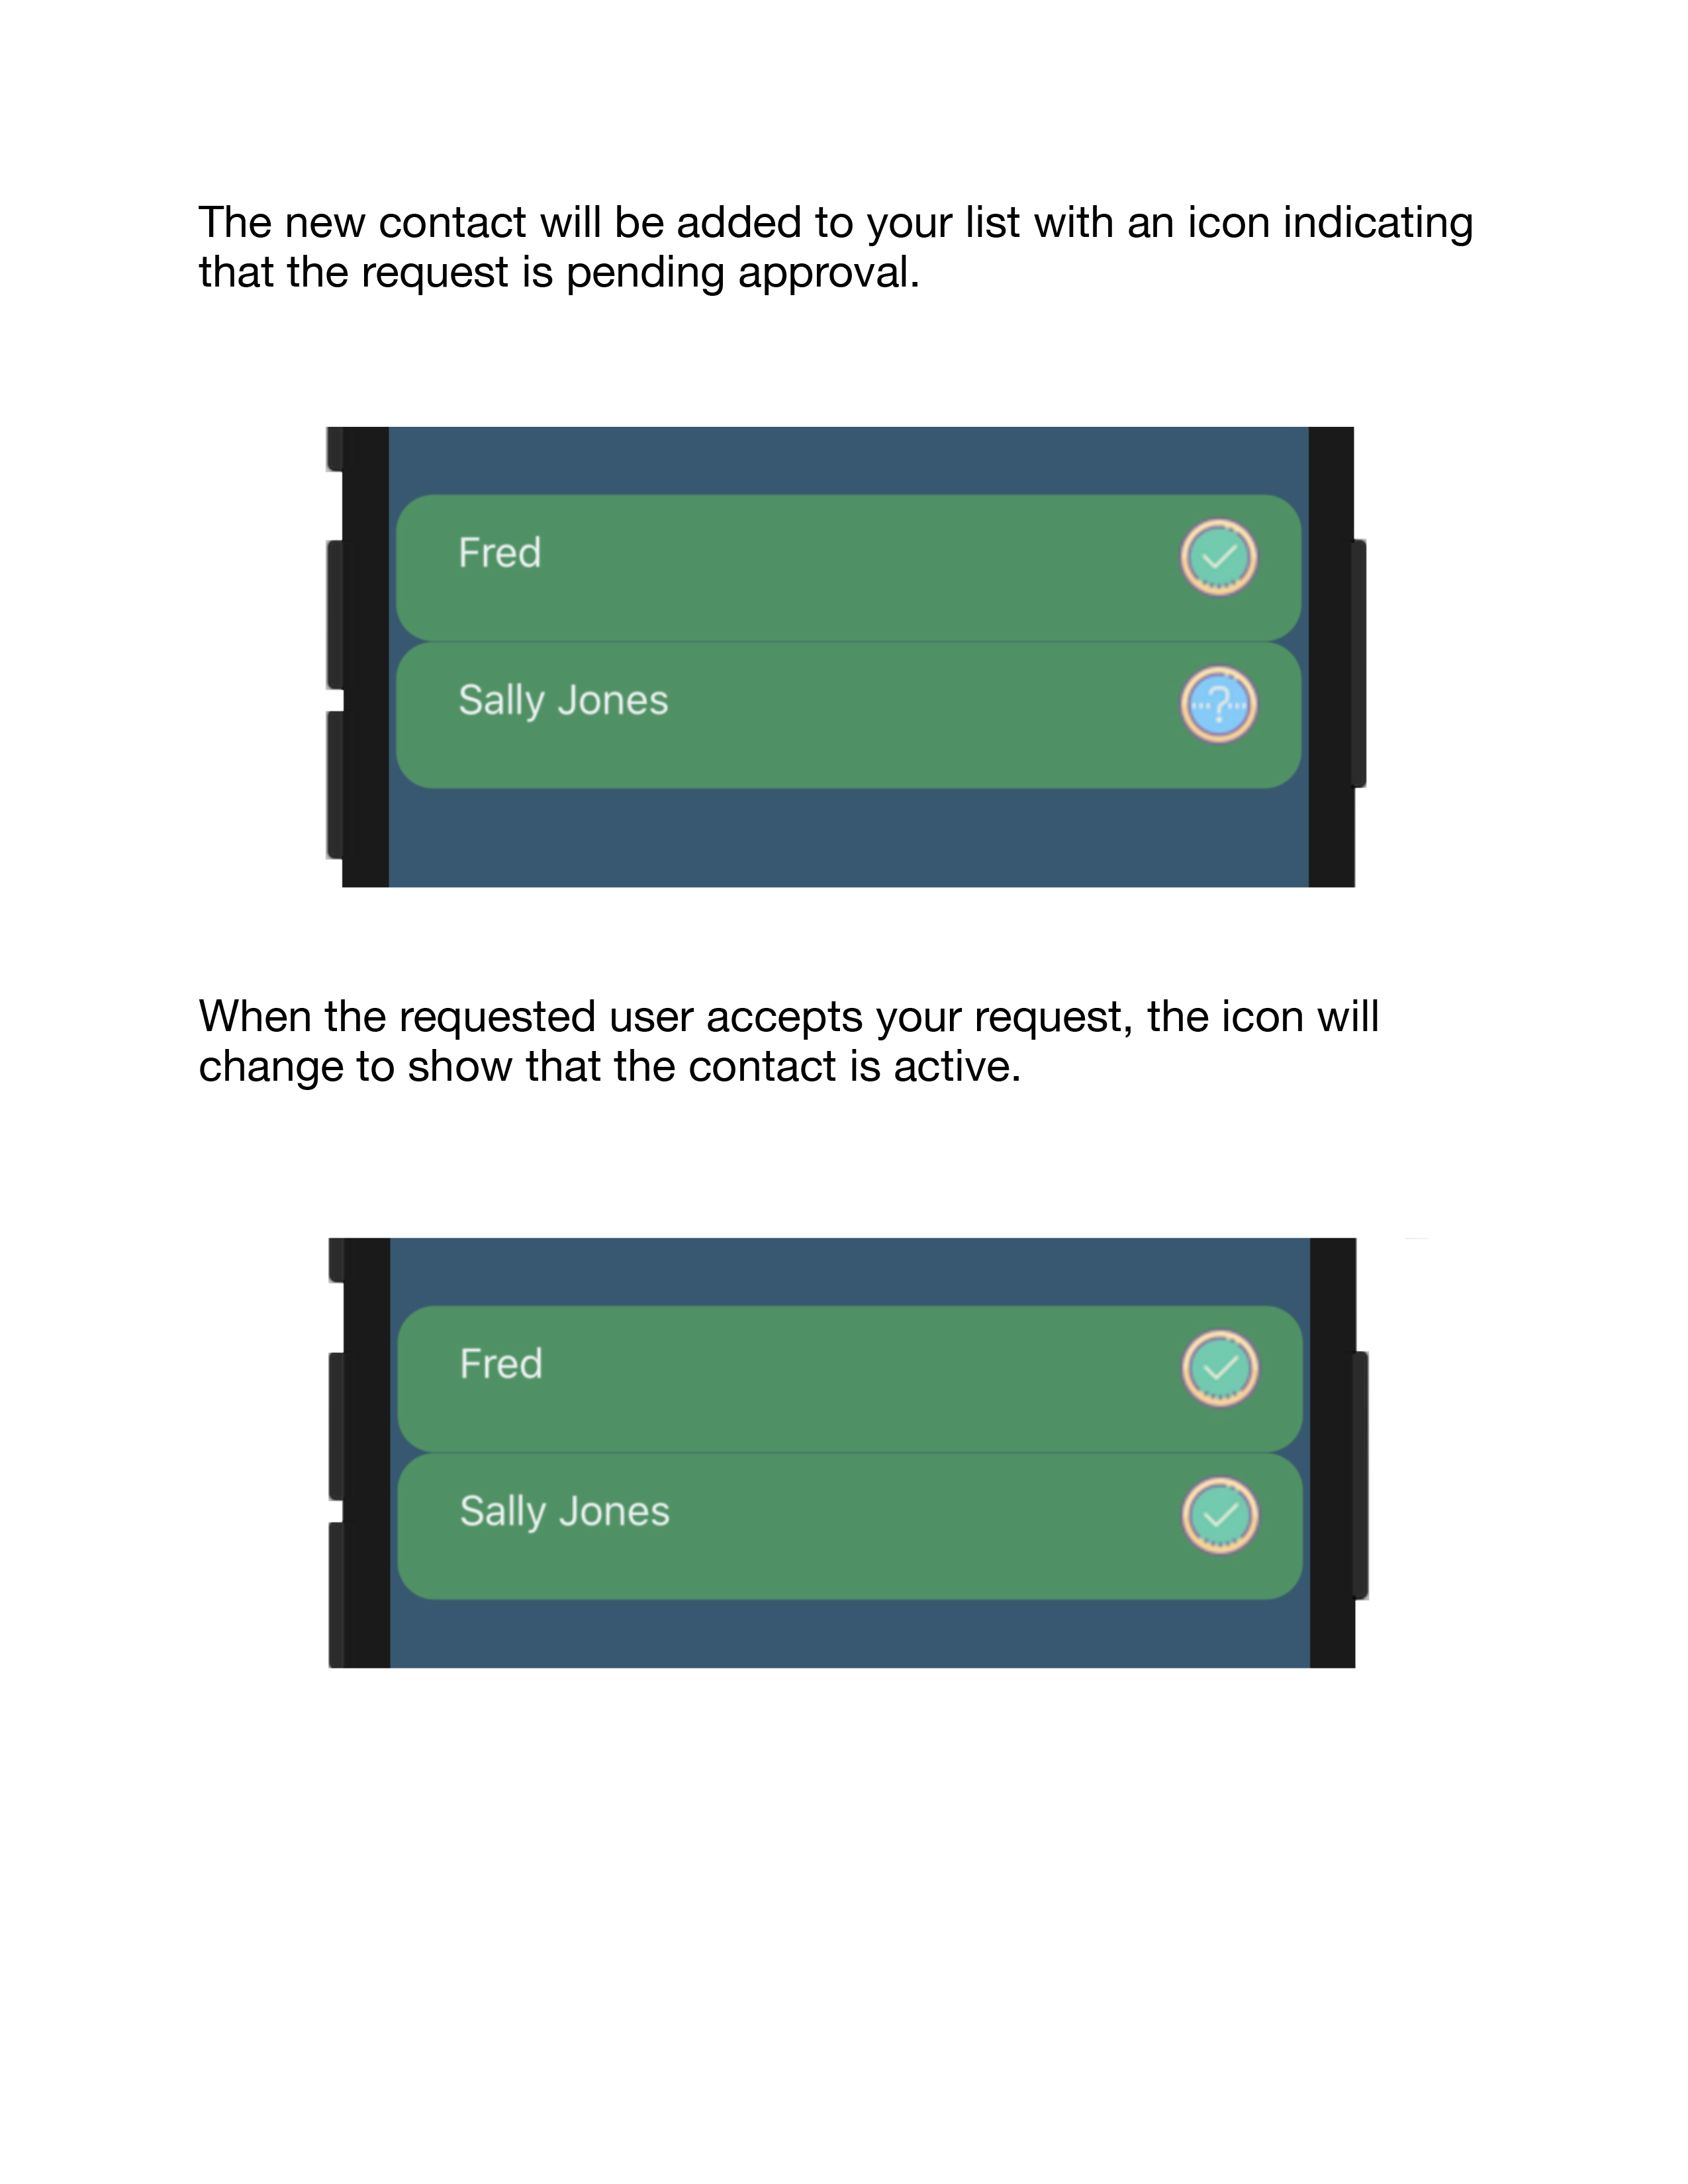 The new contact will be added to your list with an icon indicating
that the request is pending approval.
Fred
Sally Jones
?
When the requested user accepts your request, the icon will
change to show that the contact is active.
Fred
Sally Jones